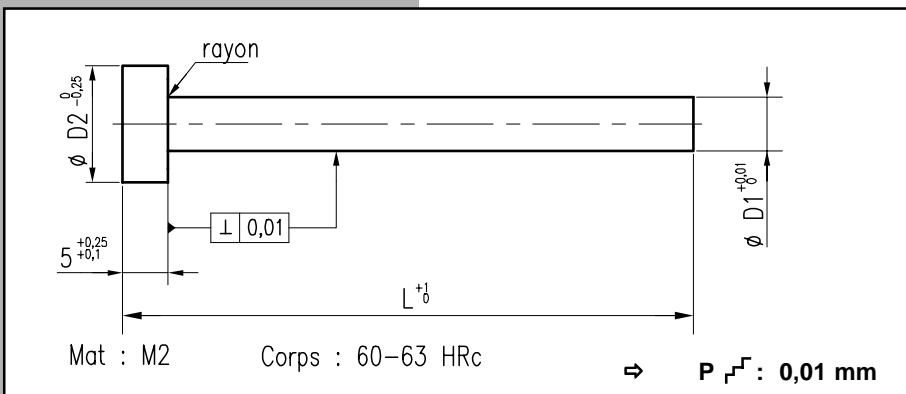 rayon
ϕ D2 0 -0,25
⊥ 0,01
ϕ D1 +0,01 0
5 +0,25 +0,1
L +1 0
Mat : M2 Corps : 60-63 HRc
⇨ P : 0,01 mm